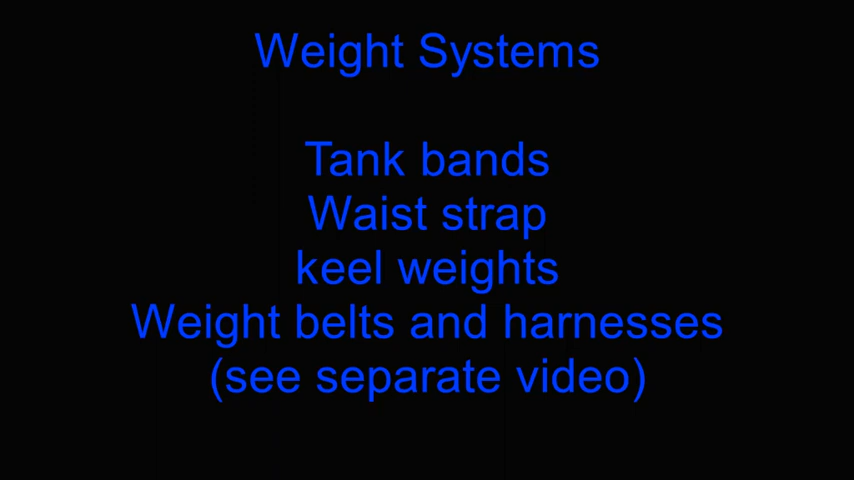 Weight Systems
Tank bands
Waist strap
keel weights
Weight belts and harnesses
(see separate video)